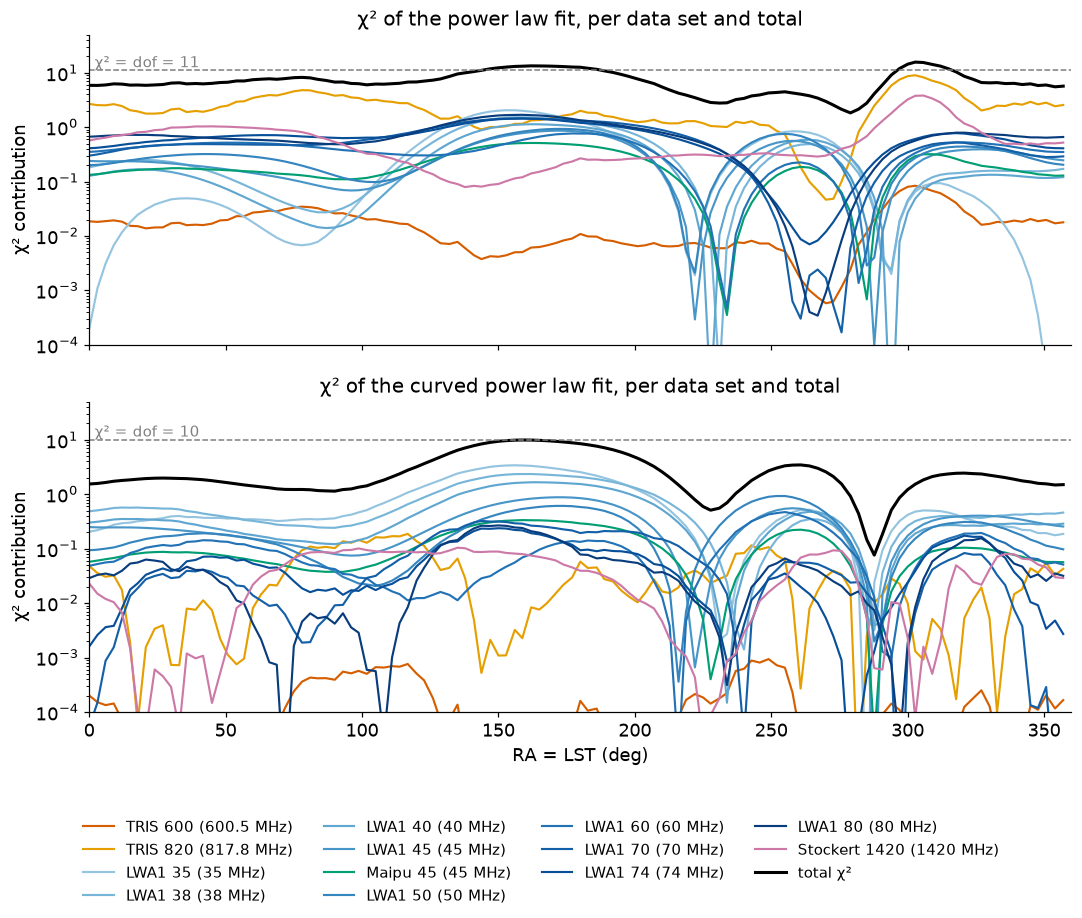 χ² of the power law fit, per data set and total
χ² = dof = 11
10¹
10⁰
10⁻¹
10⁻²
10⁻³
10⁻⁴
χ² contribution
χ² of the curved power law fit, per data set and total
χ² = dof = 10
10¹
10⁰
10⁻¹
10⁻²
10⁻³
10⁻⁴
χ² contribution
0 50 100 150 200 250 300 350
RA = LST (deg)
TRIS 600 (600.5 MHz)
TRIS 820 (817.8 MHz)
LWA1 35 (35 MHz)
LWA1 38 (38 MHz)
LWA1 40 (40 MHz)
LWA1 45 (45 MHz)
Maipu 45 (45 MHz)
LWA1 50 (50 MHz)
LWA1 60 (60 MHz)
LWA1 70 (70 MHz)
LWA1 74 (74 MHz)
LWA1 80 (80 MHz)
Stockert 1420 (1420 MHz)
total χ²